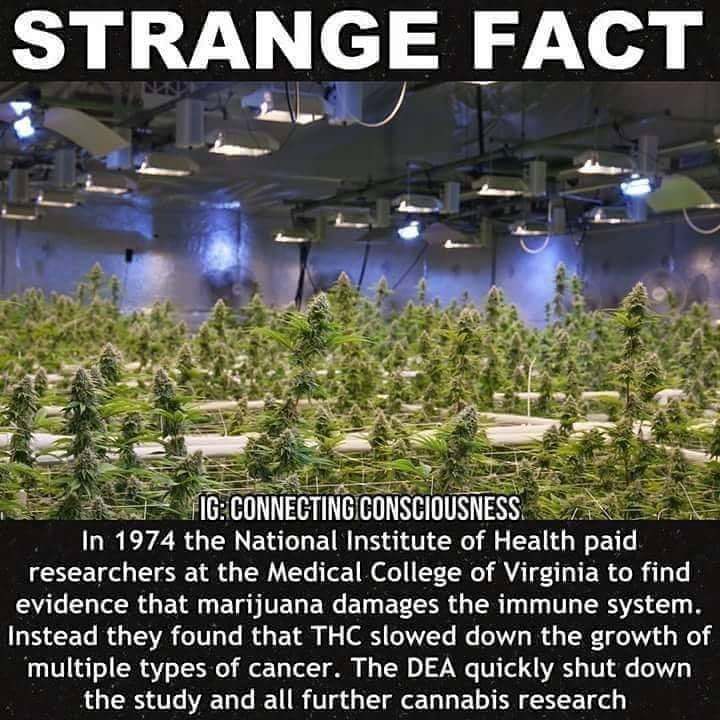 STRANGE FACT
IG: CONNECTING CONSCIOUSNESS
In 1974 the National Institute of Health paid
researchers at the Medical College of Virginia to find
evidence that marijuana damages the immune system.
Instead they found that THC slowed down the growth of
multiple types of cancer. The DEA quickly shut down
the study and all further cannabis research